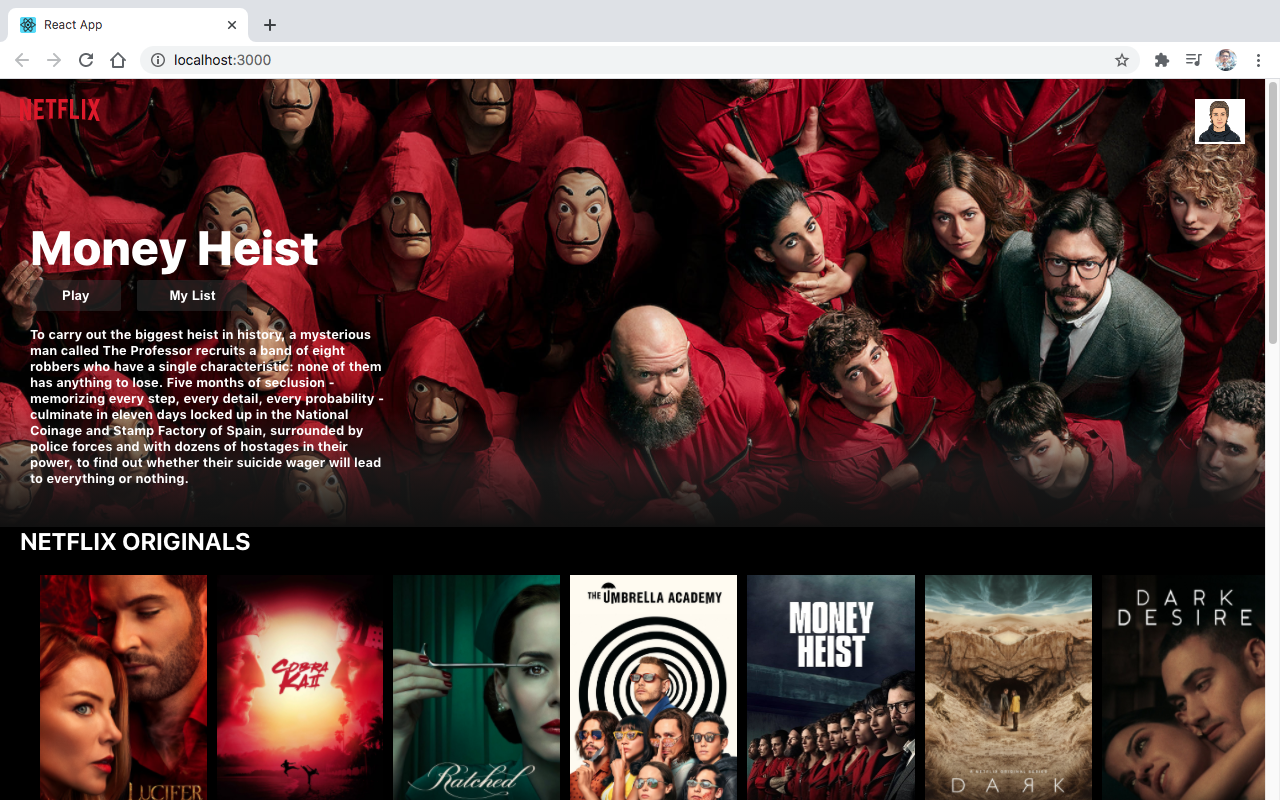 React App
localhost:3000
NETFLIX
Money Heist
Play
My List
To carry out the biggest heist in history, a mysterious
man called The Professor recruits a band of eight
robbers who have a single characteristic: none of them
has anything to lose. Five months of seclusion -
memorizing every step, every detail, every probability -
culminate in eleven days locked up in the National
Coinage and Stamp Factory of Spain, surrounded by
police forces and with dozens of hostages in their
power, to find out whether their suicide wager will lead
to everything or nothing.
NETFLIX ORIGINALS
LUCIFER
COBRA
KAI
Ratched
THE UMBRELLA ACADEMY
MONEY
HEIST
A NETFLIX ORIGINAL SERIES
DARK
DARK
DESIRE